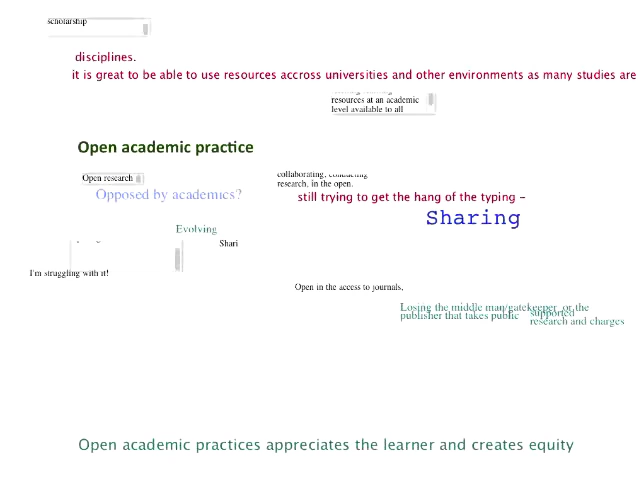 scholarship
disciplines.
it is great to be able to use resources accross universities and other environments as many studies are
resources at an academic
level available to all
Open academic practice
collaborating, conducting
Open research
research, in the open.
Opposed by academics?
still trying to get the hang of the typing -
Sharing
Evolving
Shari
I'm struggling with it!
Open in the access to journals,
Losing the middle man/gatekeeper or the
publisher that takes public supported
research and charges
Open academic practices appreciates the learner and creates equity